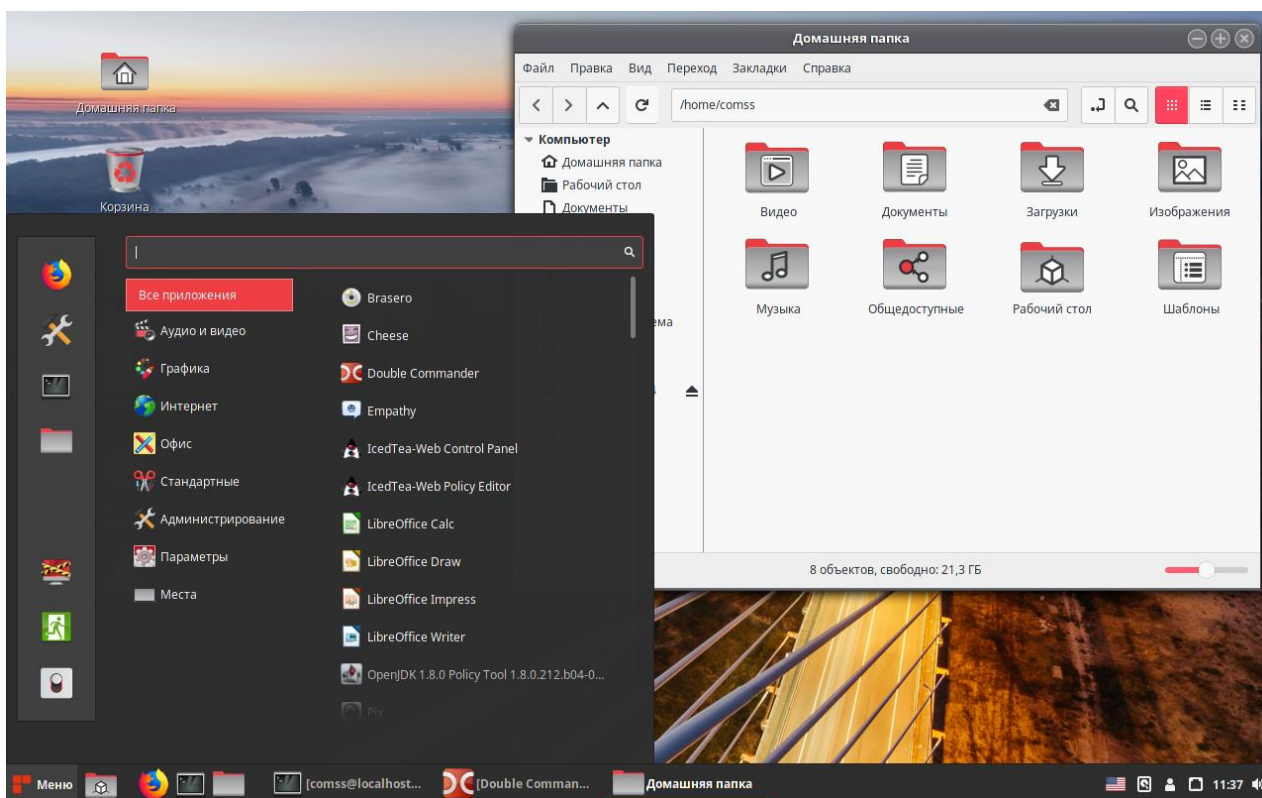 Домашняя папка
Корзина
Домашняя папка
Файл Правка Вид Переход Закладки Справка
/home/comss
Компьютер
Домашняя папка
Рабочий стол
Документы
ема
Видео
Документы
Загрузки
Изображения
Музыка
Общедоступные
Рабочий стол
Шаблоны
8 объектов, свободно: 21,3 ГБ
Все приложения
Аудио и видео
Графика
Интернет
Офис
Стандартные
Администрирование
Параметры
Места
Brasero
Cheese
Double Commander
Empathy
IcedTea-Web Control Panel
IcedTea-Web Policy Editor
LibreOffice Calc
LibreOffice Draw
LibreOffice Impress
LibreOffice Writer
OpenJDK 1.8.0 Policy Tool 1.8.0.212.b04-0...
Pix
Меню
[comss@localhost...
[Double Comman...
Домашняя папка
11:37